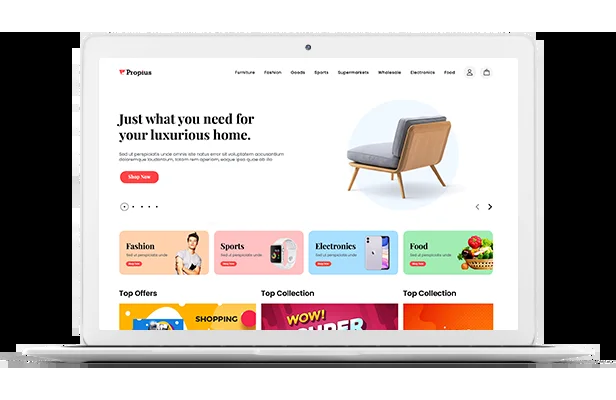 Propius
Furniture Fashion Goods Sports Supermarkets Wholesale Electronics Food
Just what you need for
your luxurious home.
Sed ut perspiciatis unde omnis iste natus error sit voluptatem accusantium
doloremque laudantium, totam rem aperiam, eaque ipsa quae ab illo
Shop Now
Fashion
Sed ut perspiciatis unde
Shop Now
Sports
Sed ut perspiciatis unde
Shop Now
Electronics
Sed ut perspiciatis unde
Shop Now
Food
Sed ut perspiciatis unde
Shop Now
Top Offers
Top Collection
Top Collection
SHOPPING
WOW!
SUPER